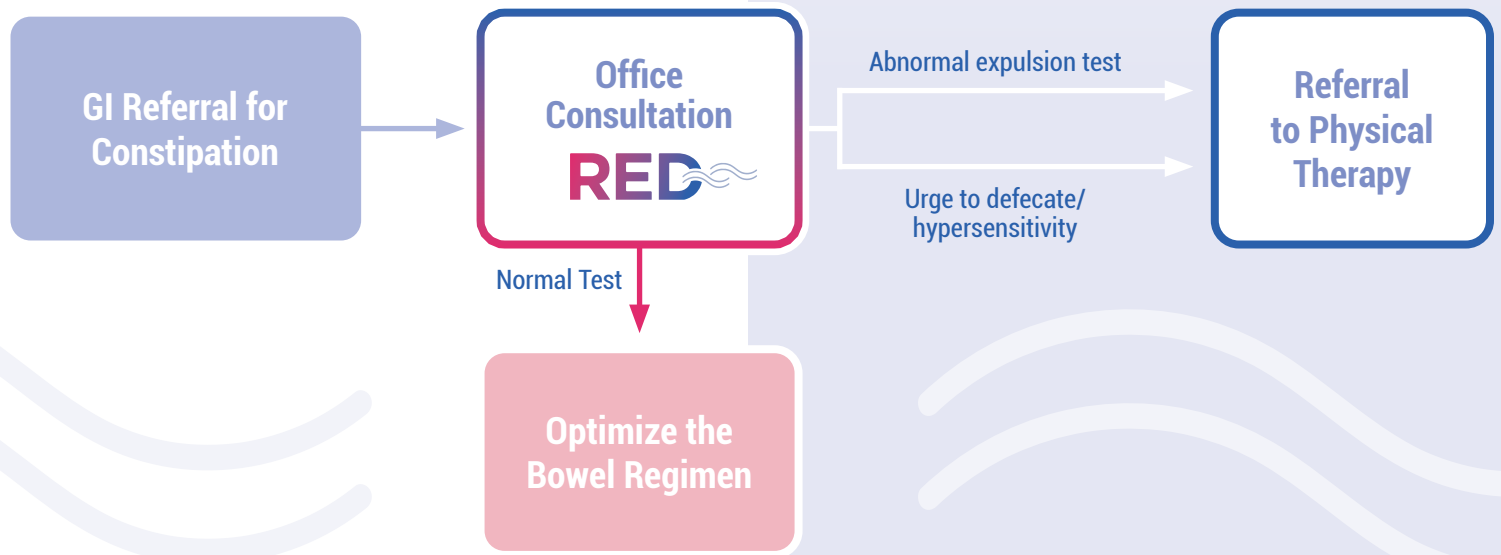 GI Referral for
Constipation
Office
Consultation
RED
Abnormal expulsion test
Urge to defecate/
hypersensitivity
Referral
to Physical
Therapy
Normal Test
Optimize the
Bowel Regimen